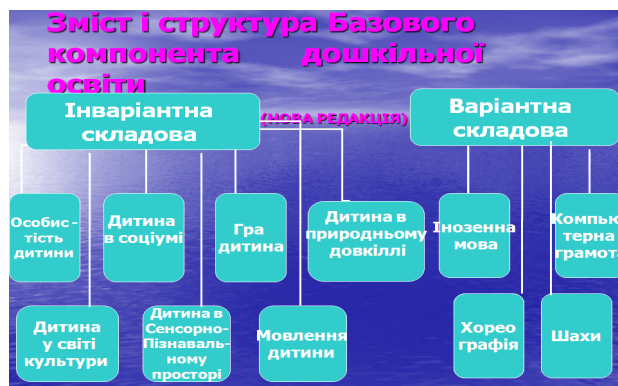 Зміст і структура Базового
компонента дошкільної
освіти
(НОВА РЕДАКЦІЯ)
Інваріантна
складова
Варіантна
складова
Особис -
тість
дитини
Дитина
в соціумі
Гра
дитина
Дитина в
природньому
довкіллі
Інозенна
мова
Компью
терна
грамота
Дитина
у світі
культури
Дитина в
Сенсорно-
Пізнаваль-
ному
просторі
Мовлення
дитини
Хорео
графія
Шахи